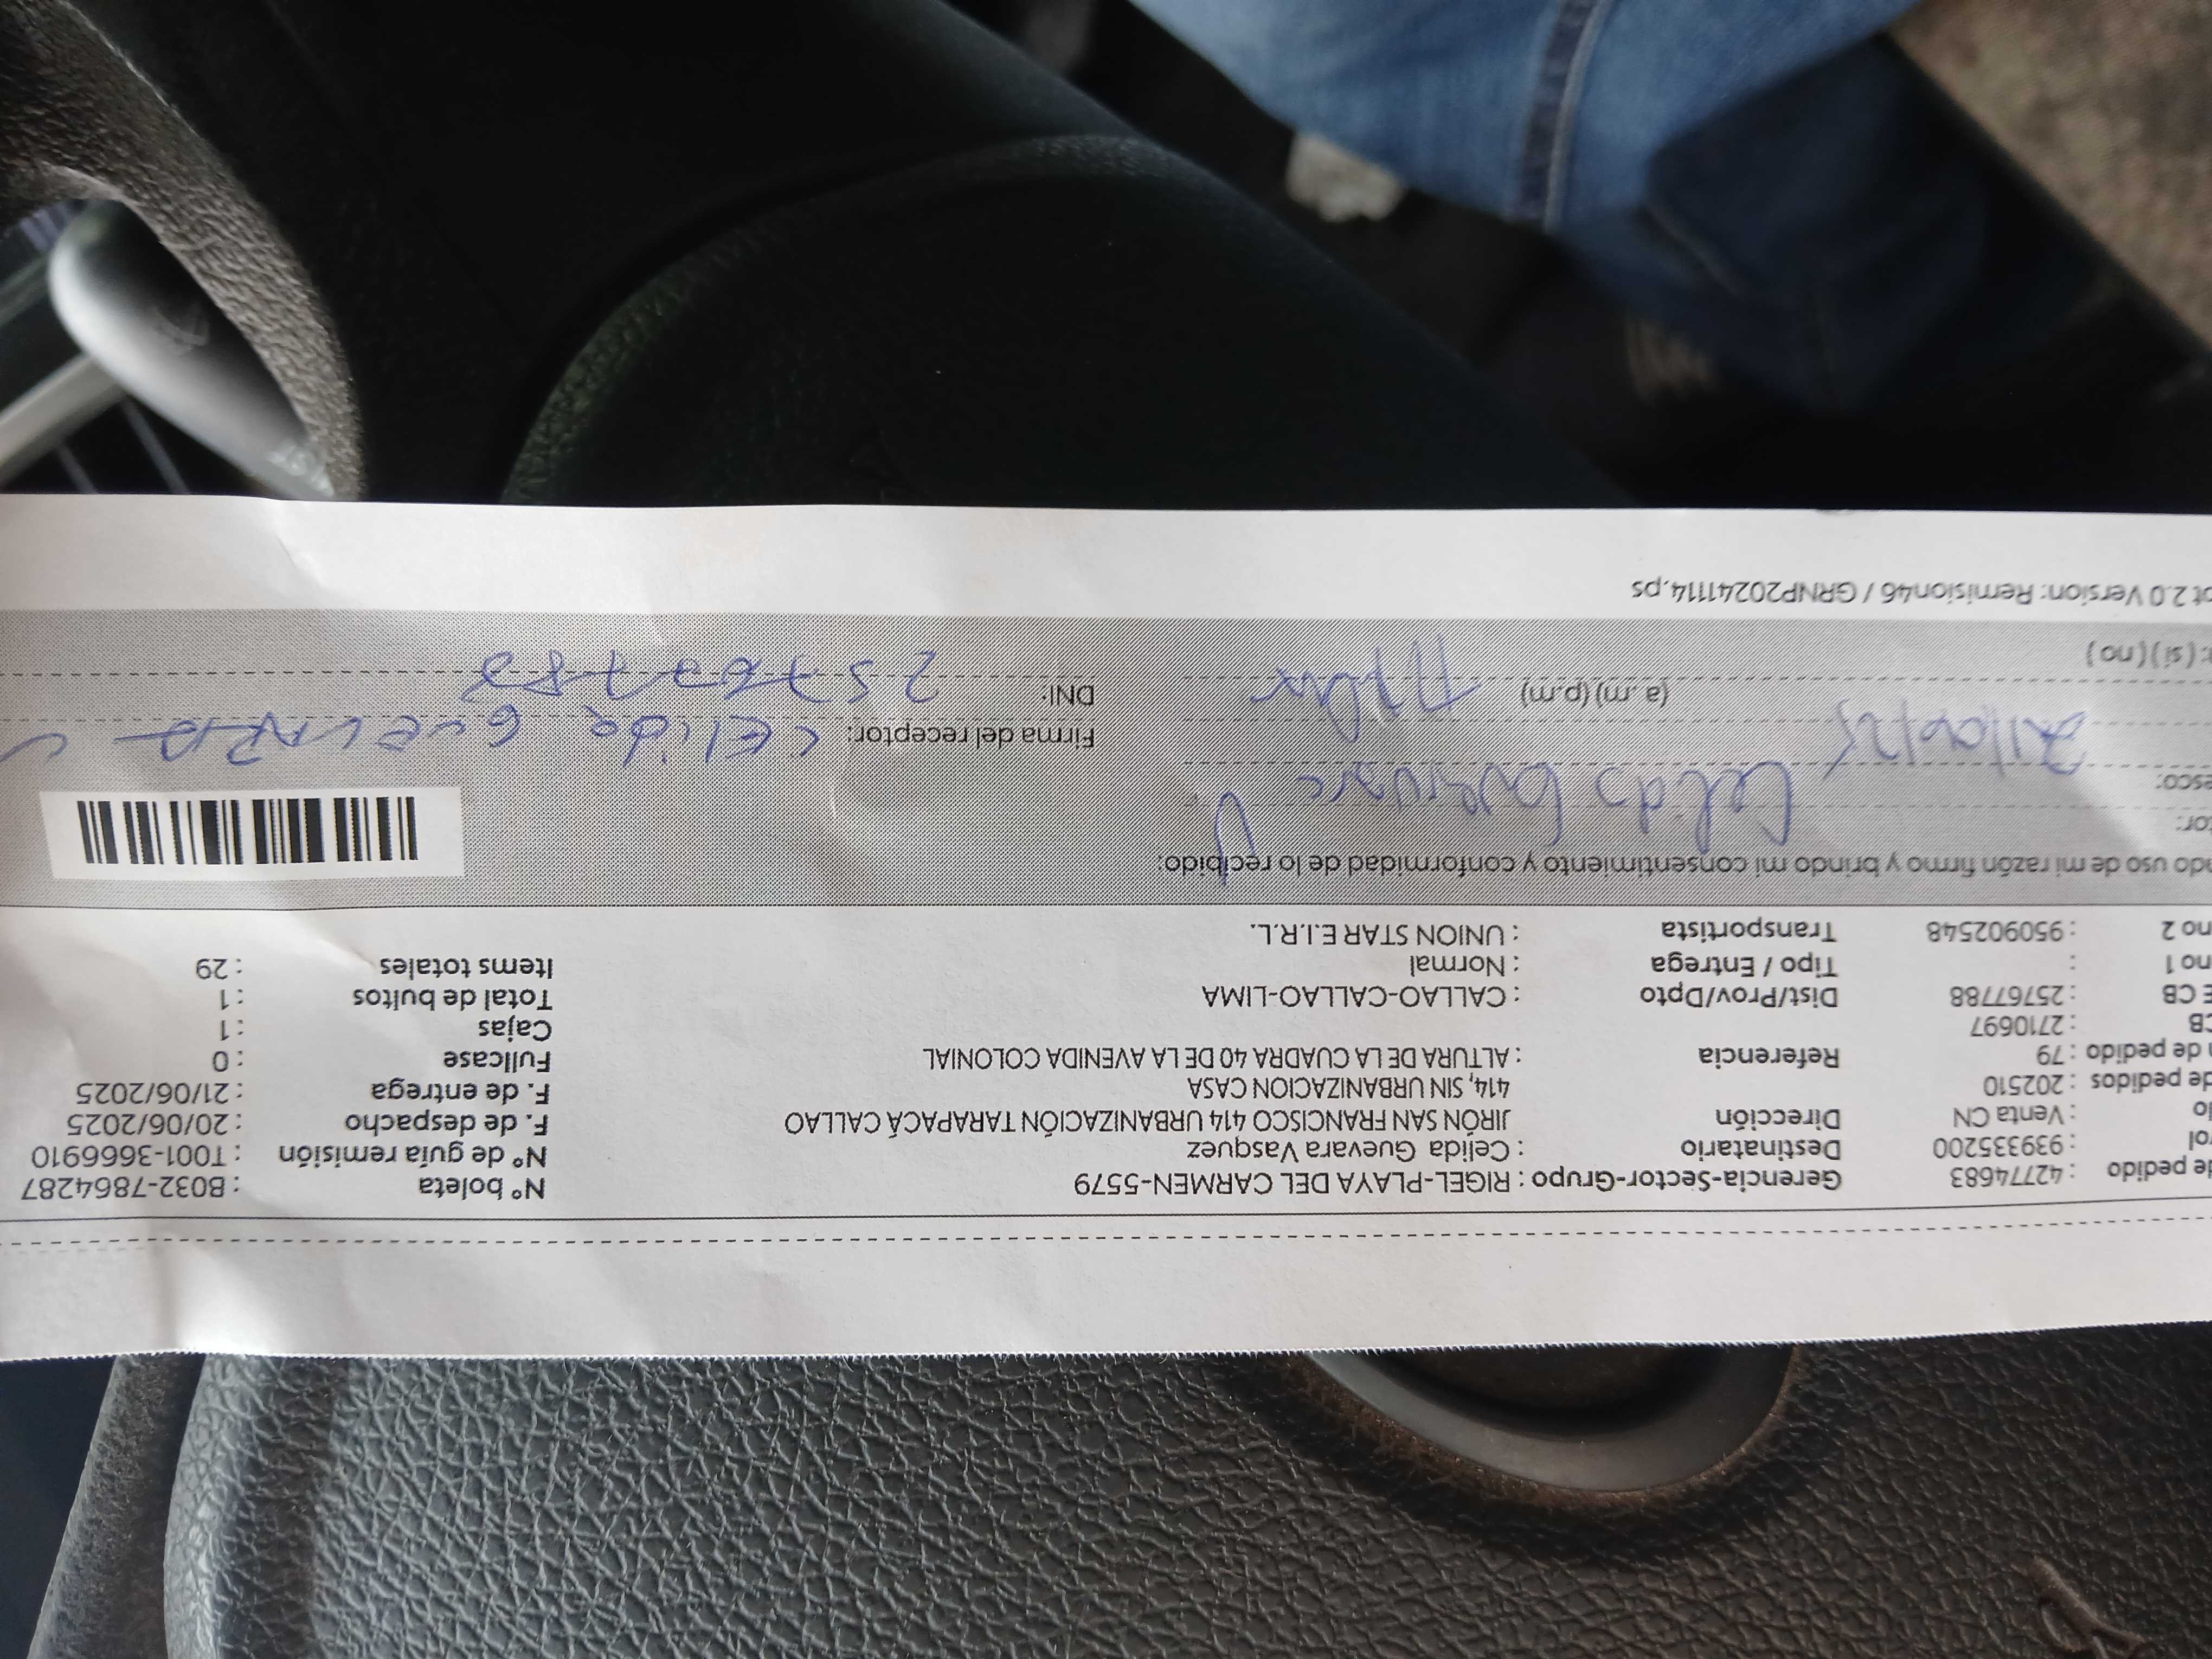 de pedido : 42774683 Gerencia-Sector-Grupo : RIGEL-PLAYA DEL CARMEN-5579 N° boleta : B032-7864287
rol : 939335200 Destinatario : Celida Guevara Vasquez N° de guía remisión : T001-3666910
lo : Venta CN Dirección JIRÓN SAN FRANCISCO 414 URBANIZACIÓN TARAPACÁ CALLAO F. de despacho : 20/06/2025
de pedidos : 202510 414, SIN URBANIZACION CASA F. de entrega : 21/06/2025
n de pedido : 79 Referencia : ALTURA DE LA CUADRA 40 DE LA AVENIDA COLONIAL Fullcase : 0
CB : 2710697 Cajas : 1
E CB : 25767788 Dist/Prov/Dpto : CALLAO-CALLAO-LIMA Total de bultos : 1
no 1 : Tipo / Entrega : Normal Items totales : 29
no 2 : 950902548 Transportista : UNION STAR E.I.R.L.
ndo uso de mi razón firmo y brindo mi consentimiento y conformidad de lo recibido:
tor: Celida Guevara V
esco:
21/06/25 Firma del receptor: CElida GUEVARA V
(a. m) (p.m) DNI:
: ( sí ) ( no )
ot 2.0 Version: Remision46 / GRNP20241114.ps